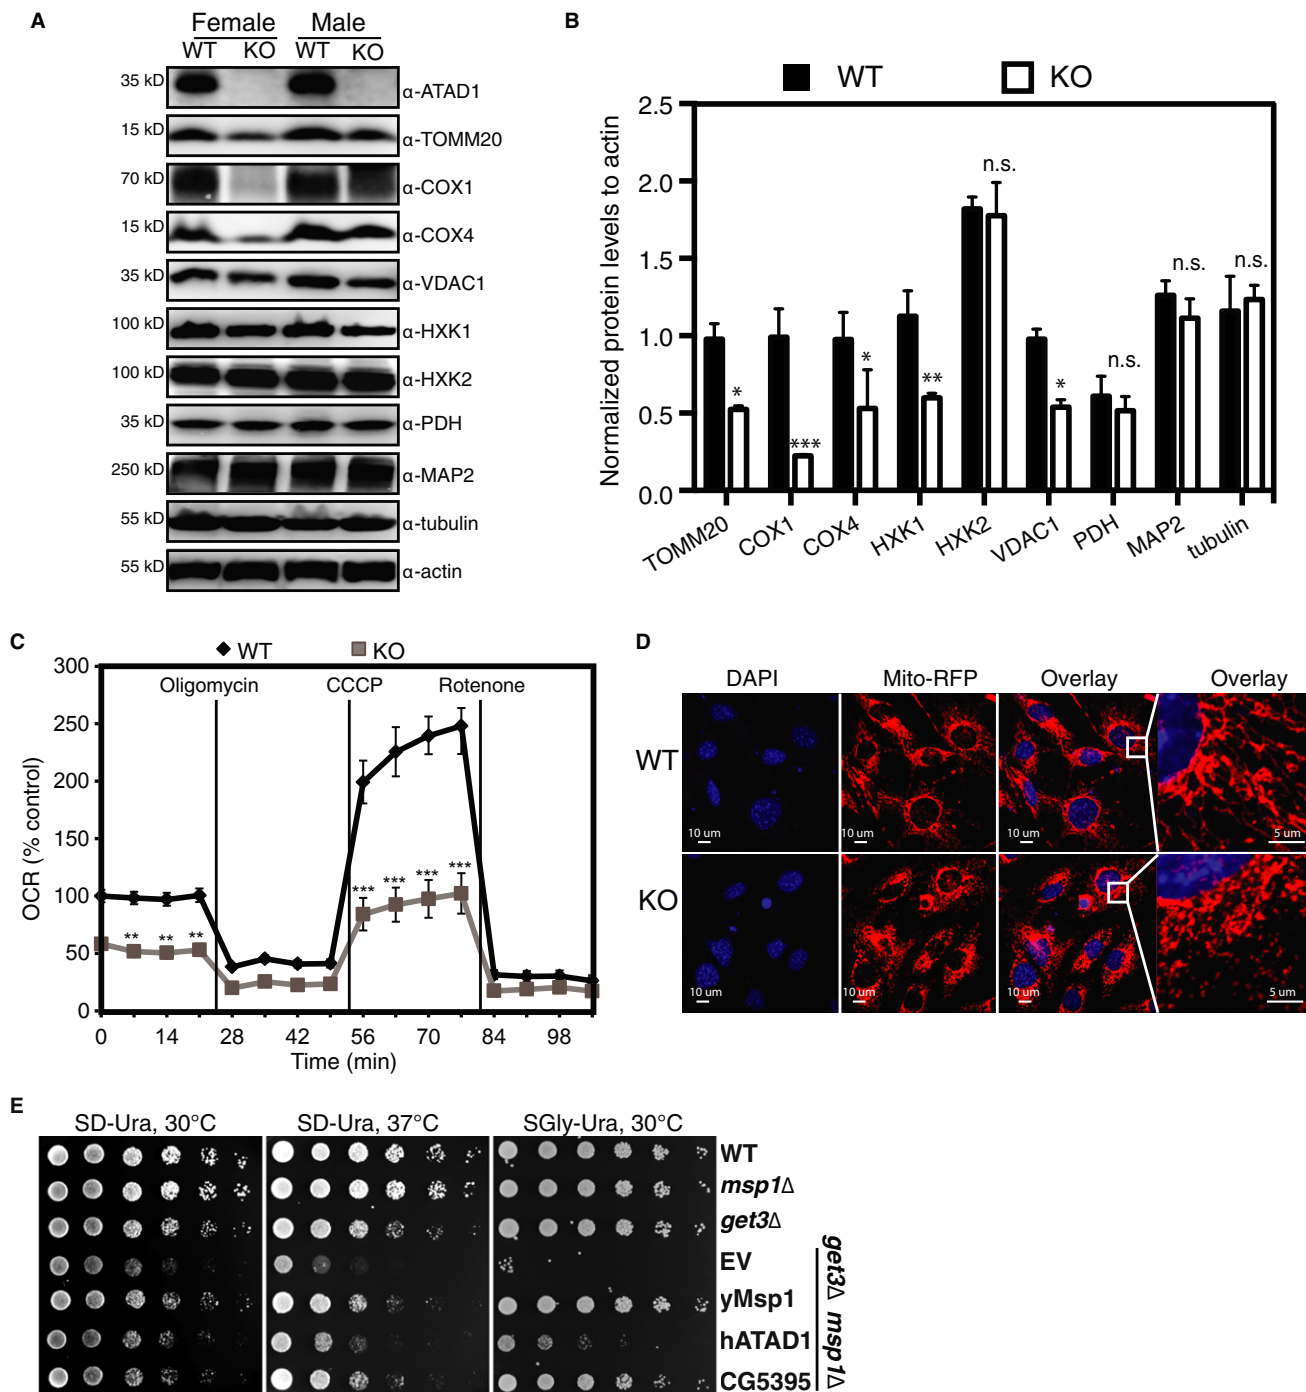 A
Female Male
WT KO WT KO
35 kD α-ATAD1
15 kD α-TOMM20
70 kD α-COX1
15 kD α-COX4
35 kD α-VDAC1
100 kD α-HXK1
100 kD α-HXK2
35 kD α-PDH
250 kD α-MAP2
55 kD α-tubulin
55 kD α-actin
B
WT KO
Normalized protein levels to actin
2.5
2.0
1.5
1.0
0.5
0.0
* *** * ** n.s. * n.s. n.s. n.s.
TOMM20 COX1 COX4 HXK1 HXK2 VDAC1 PDH MAP2 tubulin
C
WT KO
OCR (% control)
300
250
200
150
100
50
0
Oligomycin CCCP Rotenone
** ** ** *** *** *** ***
0 14 28 42 56 70 84 98
Time (min)
D
DAPI Mito-RFP Overlay Overlay
WT
10 um 10 um 10 um 5 um
KO
10 um 10 um 10 um 5 um
E
SD-Ura, 30°C SD-Ura, 37°C SGly-Ura, 30°C
WT
msp1Δ
get3Δ
EV
yMsp1
hATAD1
CG5395
get3Δ msp1Δ